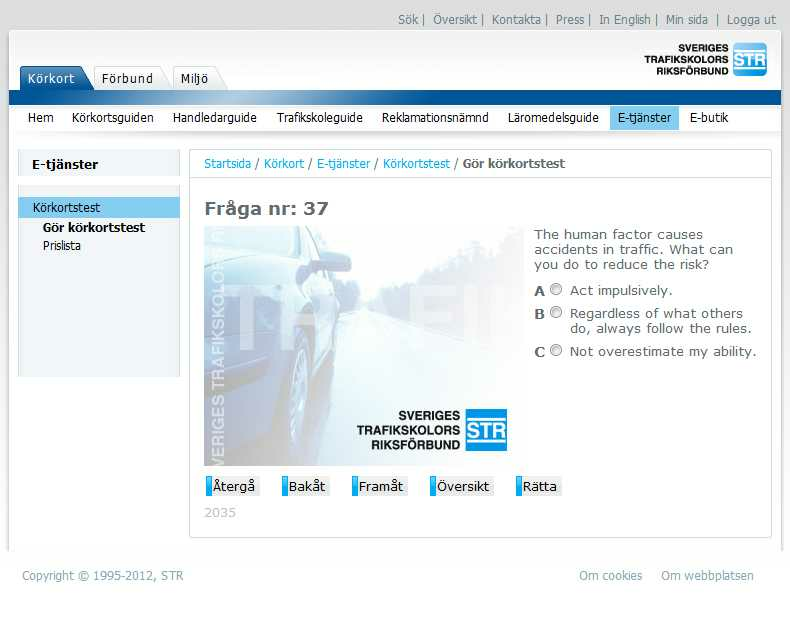 Sök | Översikt | Kontakta | Press | In English | Min sida | Logga ut
SVERIGES
TRAFIKSKOLORS
RIKSFÖRBUND
STR
Körkort Förbund Miljö
Hem Körkortsguiden Handledarguide Trafikskoleguide Reklamationsnämnd Läromedelsguide E-tjänster E-butik
E-tjänster
Körkortstest
Gör körkortstest
Prislista
Startsida / Körkort / E-tjänster / Körkortstest / Gör körkortstest
Fråga nr: 37
SVERIGES TRAFIKSKOLOR
SVERIGES
TRAFIKSKOLORS
RIKSFÖRBUND
STR
The human factor causes
accidents in traffic. What can
you do to reduce the risk?
A Act impulsively.
B Regardless of what others
do, always follow the rules.
C Not overestimate my ability.
Återgå Bakåt Framåt Översikt Rätta
2035
Copyright © 1995-2012, STR Om cookies Om webbplatsen